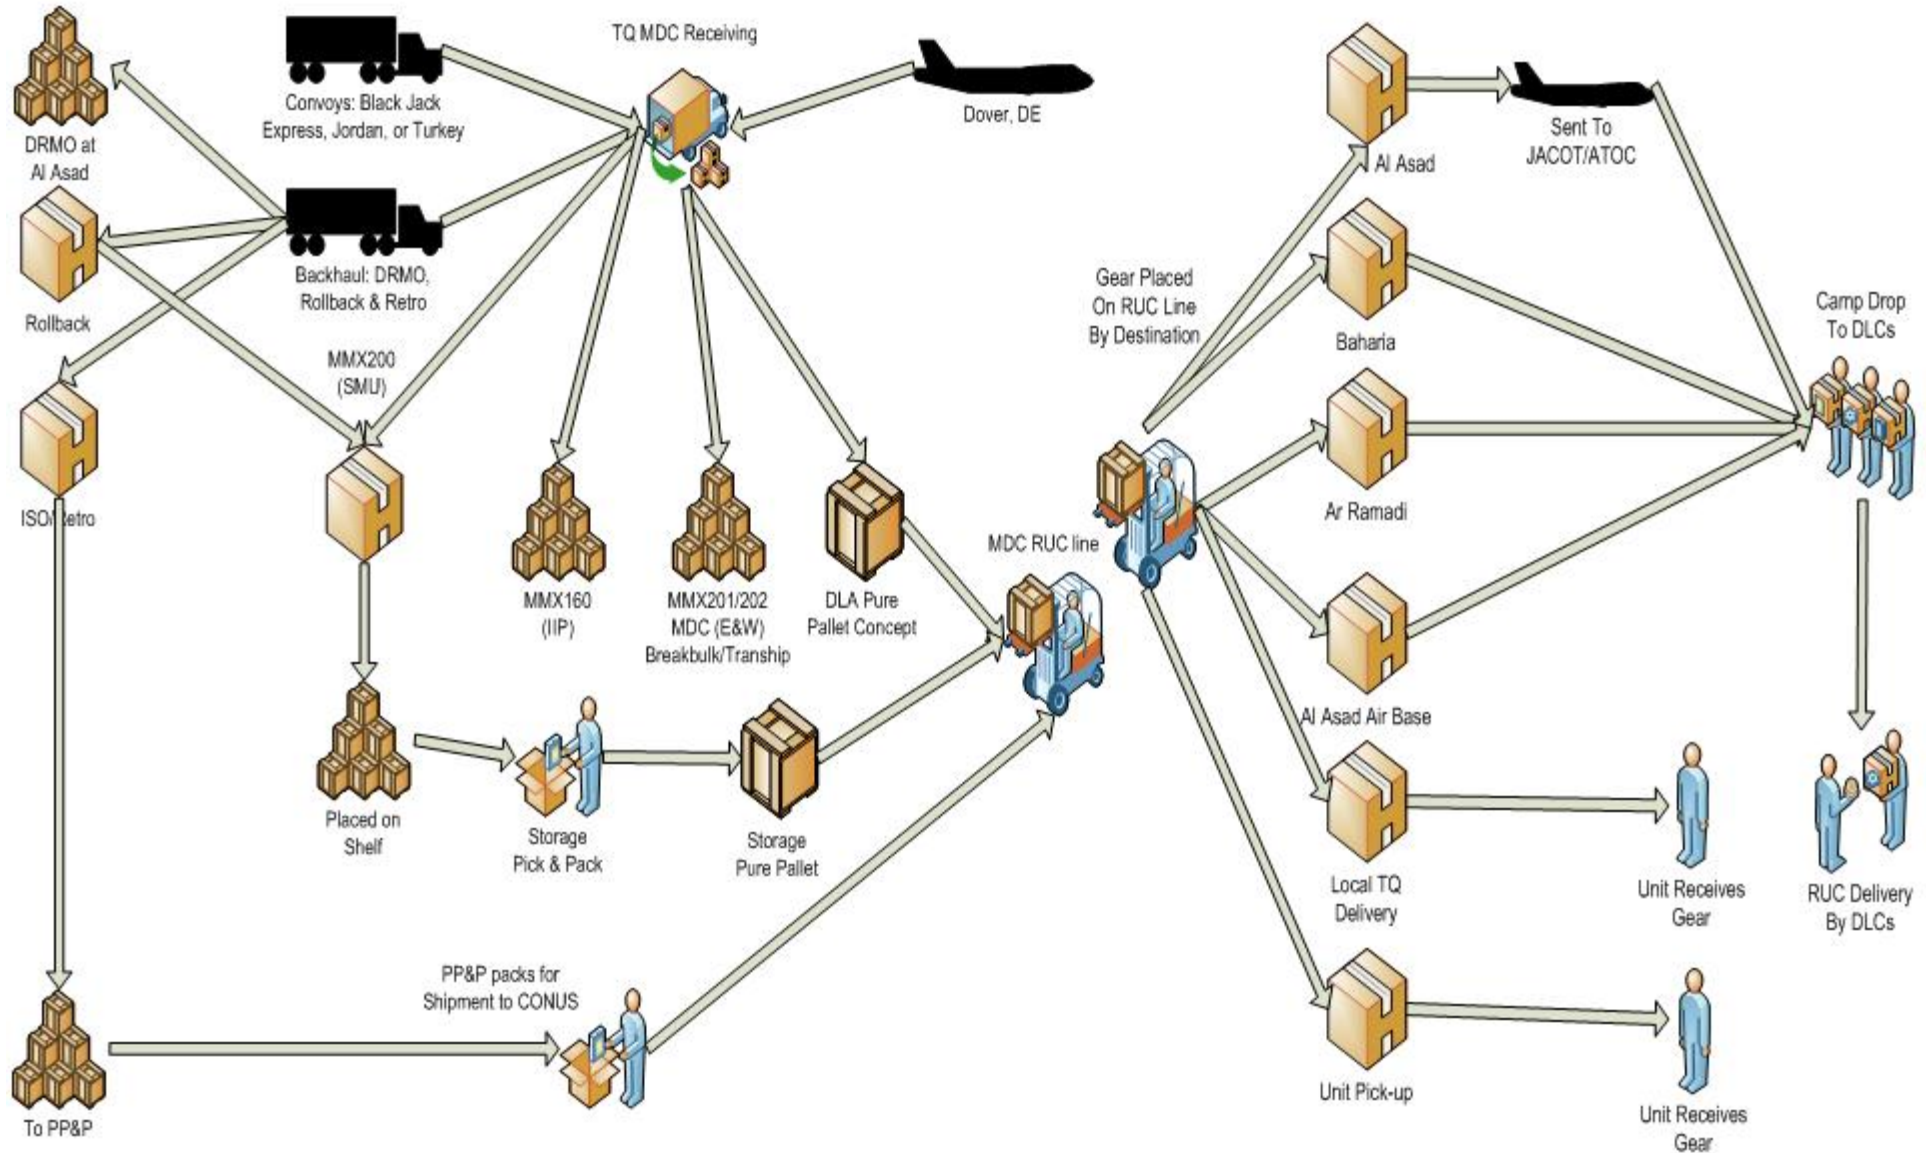 TQ MDC Receiving
Convoys: Black Jack
Express, Jordan, or Turkey
Dover, DE
DRMO at
Al Asad
Rollback
Backhaul: DRMO,
Rollback & Retro
ISO/Retro
MMX200
(SMU)
MMX160
(IIP)
MMX201/202
MDC (E&W)
Breakbulk/Tranship
DLA Pure
Pallet Concept
MDC RUC line
Placed on
Shelf
Storage
Pick & Pack
Storage
Pure Pallet
PP&P packs for
Shipment to CONUS
To PP&P
Gear Placed
On RUC Line
By Destination
Al Asad
Sent To
JACOT/ATOC
Baharia
Ar Ramadi
Al Asad Air Base
Local TQ
Delivery
Unit Pick-up
Camp Drop
To DLCs
Unit Receives
Gear
RUC Delivery
By DLCs
Unit Receives
Gear